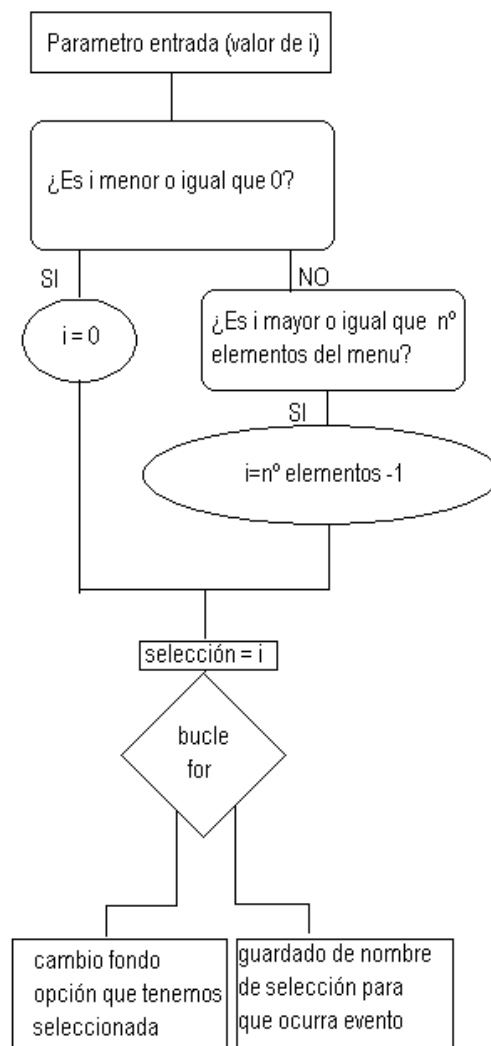 Parametro entrada (valor de i)
¿Es i menor o igual que 0?
SI
NO
i = 0
¿Es i mayor o igual que nº
elementos del menu?
SI
i=nº elementos -1
selección = i
bucle
for
cambio fondo
opción que tenemos
seleccionada
guardado de nombre
de selección para
que ocurra evento